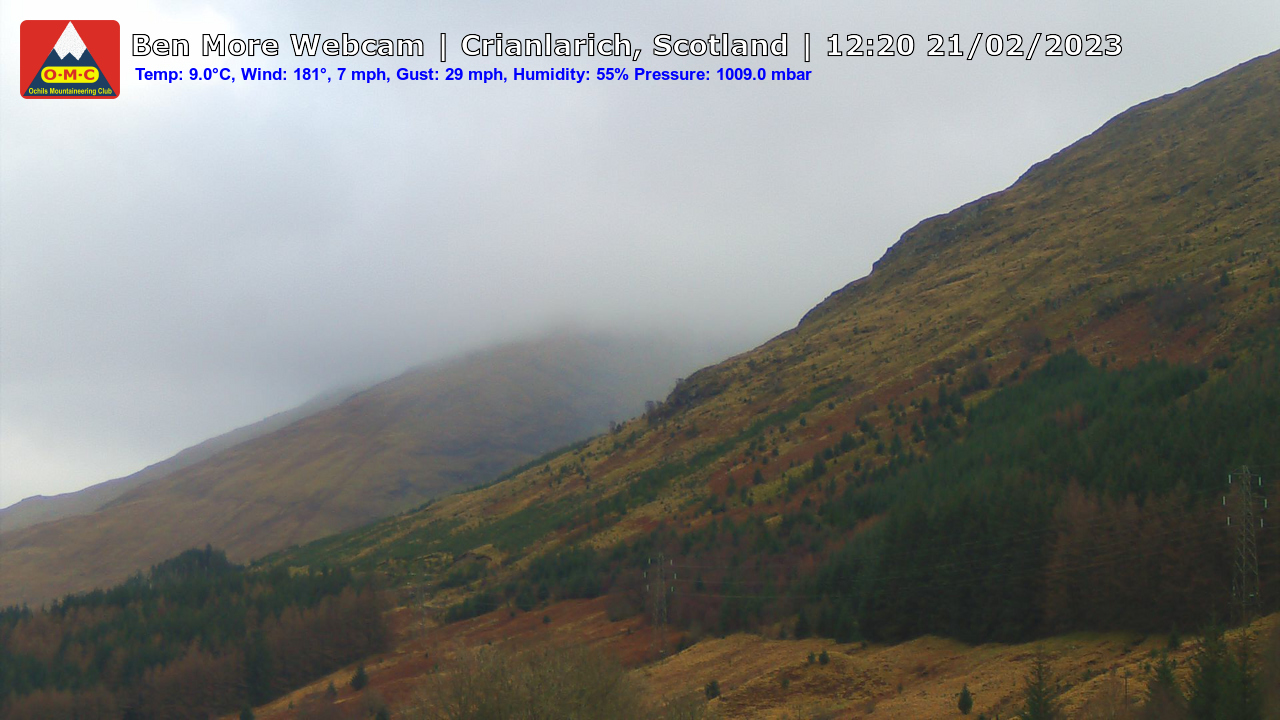 Ben More Webcam | Crianlarich, Scotland | 12:20 21/02/2023
Temp: 9.0°C, Wind: 181°, 7 mph, Gust: 29 mph, Humidity: 55% Pressure: 1009.0 mbar
O-M-C
Ochils Mountaineering Club